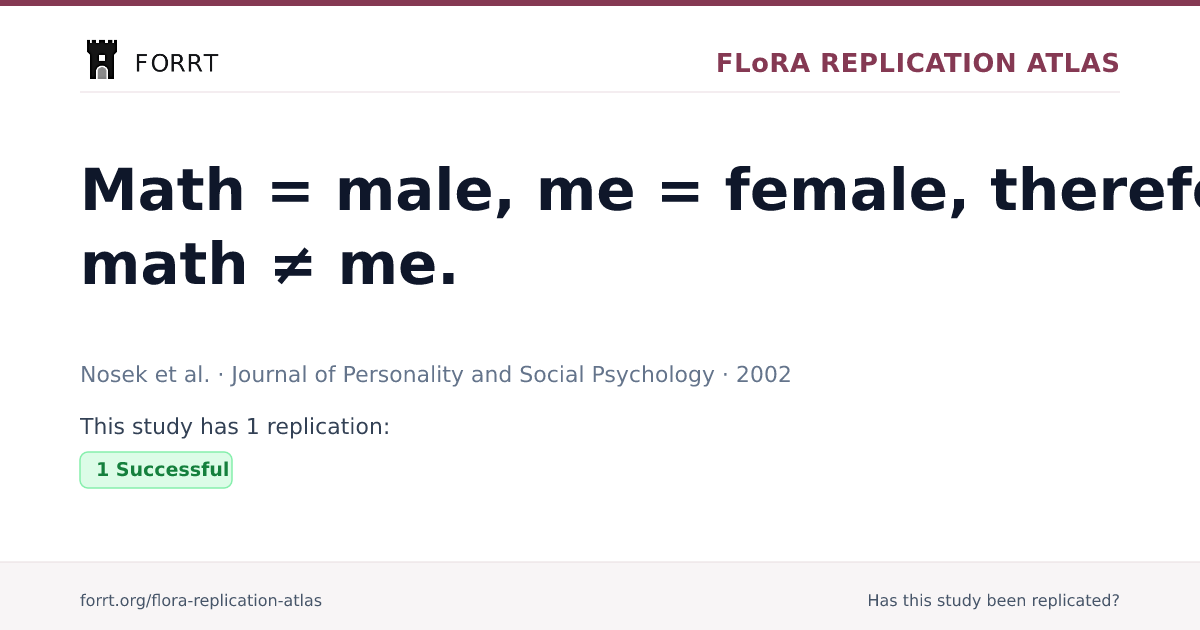 FORRT
FLoRA REPLICATION ATLAS
Math = male, me = female,
math ≠ me.
Nosek et al. · Journal of Personality and Social Psychology · 2002
This study has 1 replication:
1 Successful
forrt.org/flora-replication-atlas
Has this study been replicated?